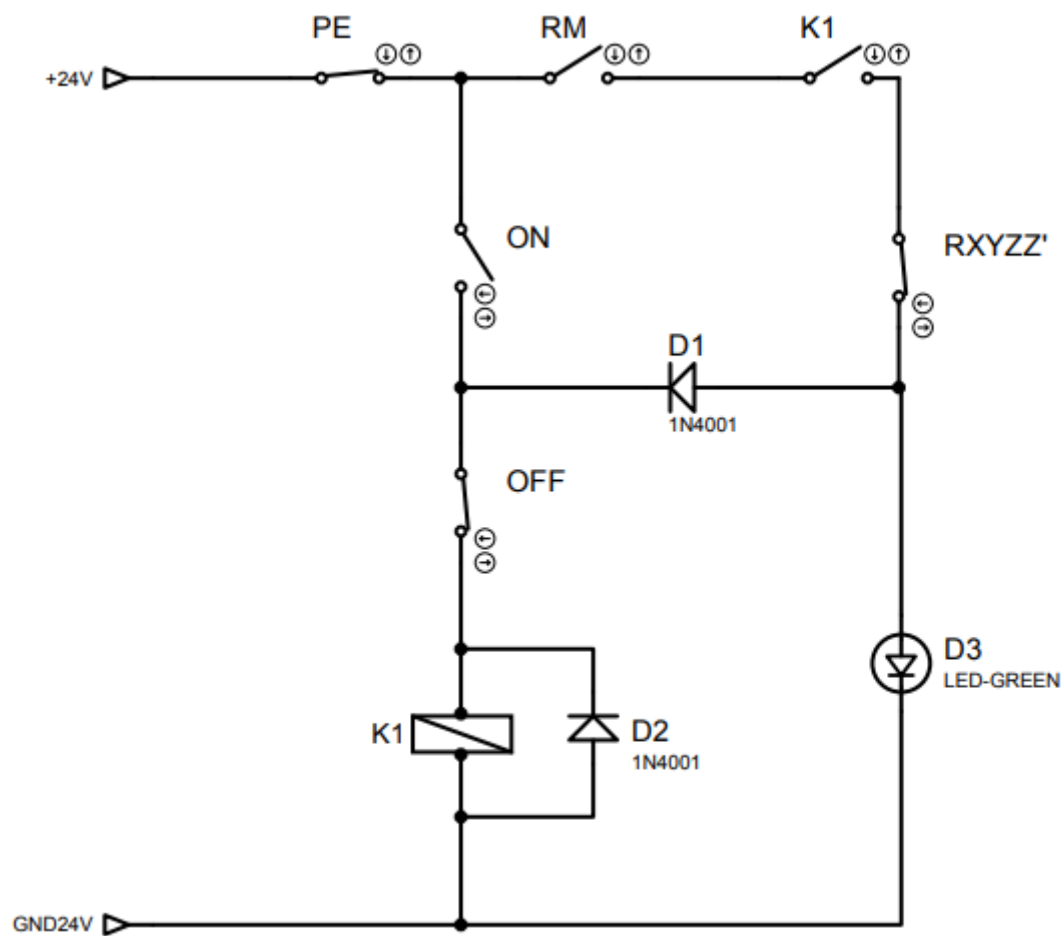 PE
RM
K1
+24V
ON
RXYZZ'
D1
1N4001
OFF
D3
LED-GREEN
K1
D2
1N4001
GND24V